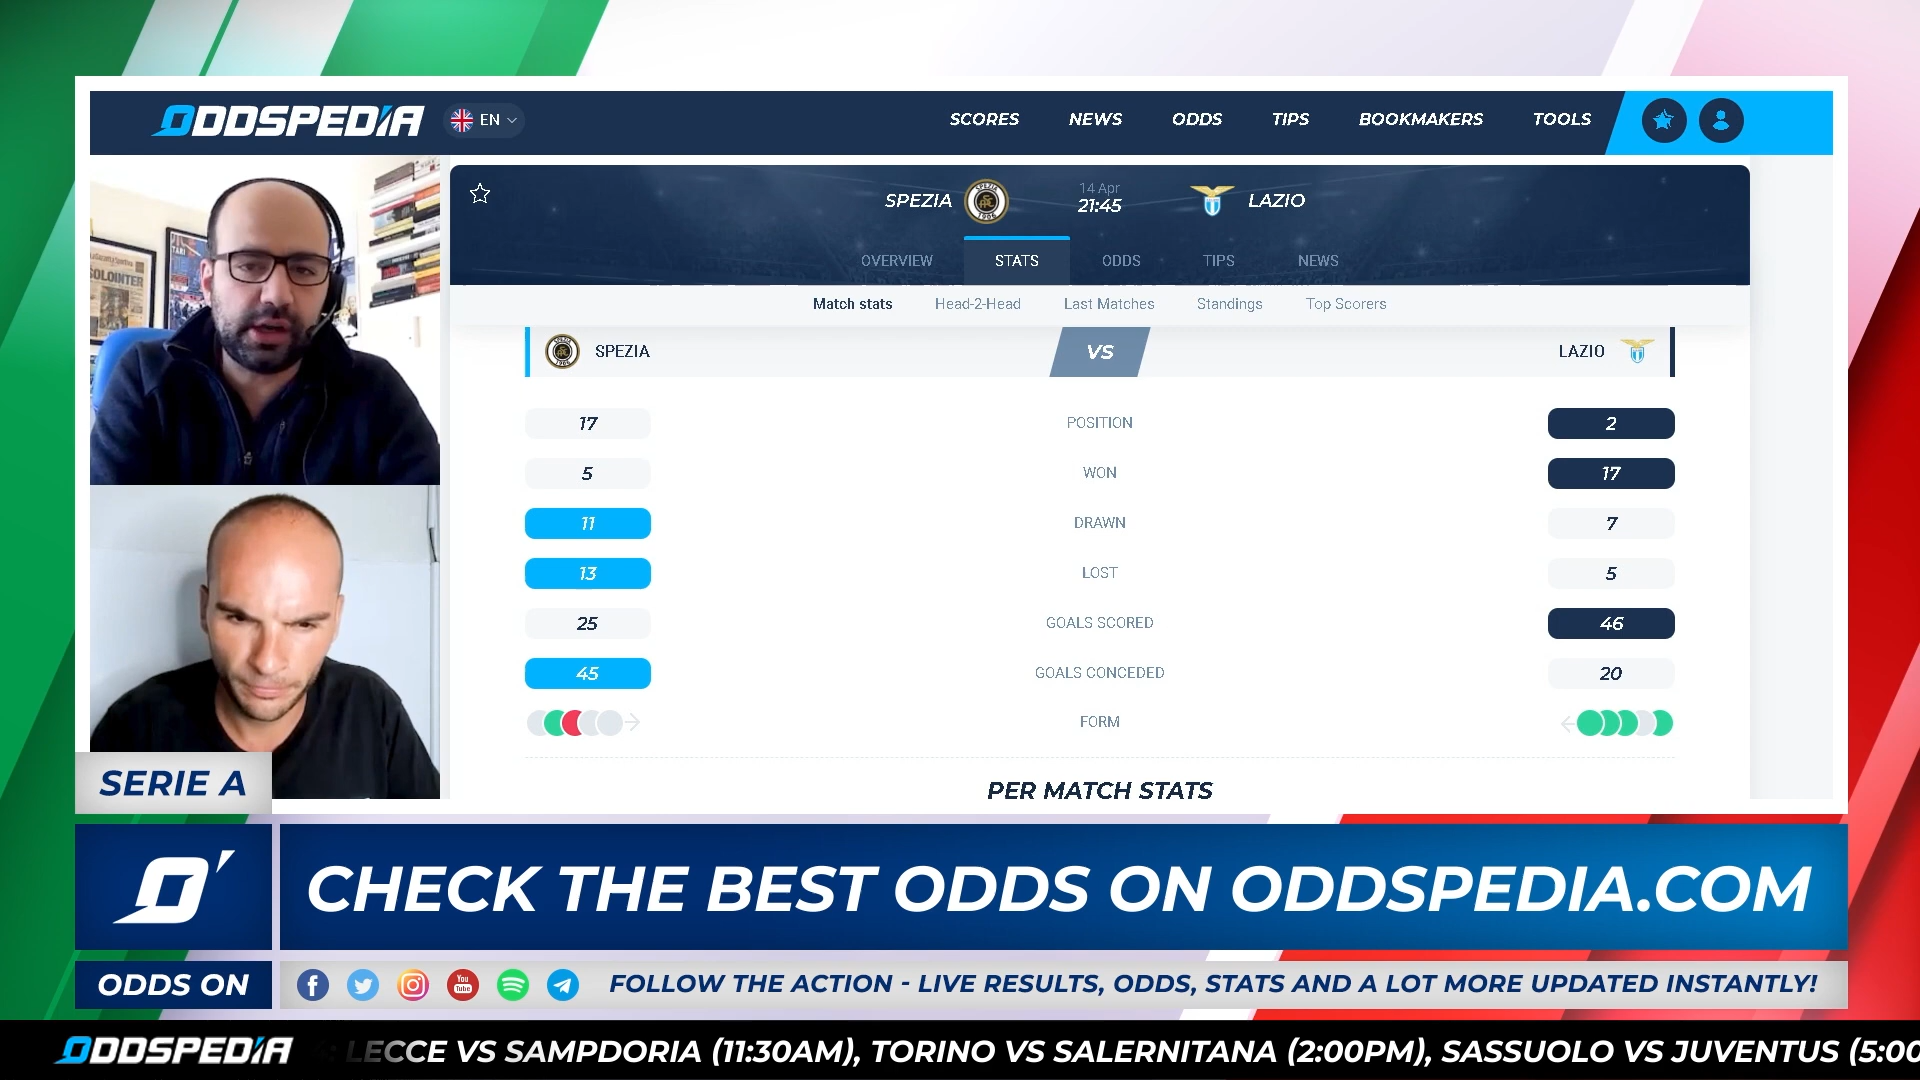 ODDSPEDIA EN SCORES NEWS ODDS TIPS BOOKMAKERS TOOLS
SOLOINTER
SPEZIA 14 Apr 21:45 LAZIO
OVERVIEW STATS ODDS TIPS NEWS
Match stats Head-2-Head Last Matches Standings Top Scorers
SPEZIA VS LAZIO
17 POSITION 2
5 WON 17
11 DRAWN 7
13 LOST 5
25 GOALS SCORED 46
45 GOALS CONCEDED 20
FORM
PER MATCH STATS
SERIE A
CHECK THE BEST ODDS ON ODDSPEDIA.COM
ODDS ON You Tube FOLLOW THE ACTION - LIVE RESULTS, ODDS, STATS AND A LOT MORE UPDATED INSTANTLY!
ODDSPEDIA : LECCE VS SAMPDORIA (11:30AM), TORINO VS SALERNITANA (2:00PM), SASSUOLO VS JUVENTUS (5:00